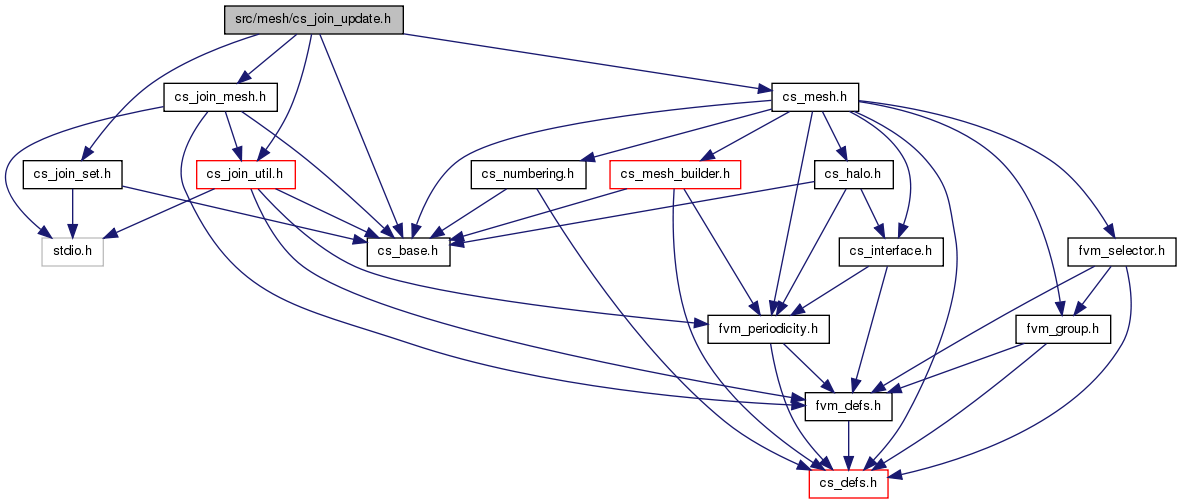 src/mesh/cs_join_update.h
cs_join_mesh.h
cs_mesh.h
cs_join_set.h
cs_join_util.h
cs_numbering.h
cs_mesh_builder.h
cs_halo.h
stdio.h
cs_base.h
cs_interface.h
fvm_selector.h
fvm_periodicity.h
fvm_group.h
fvm_defs.h
cs_defs.h